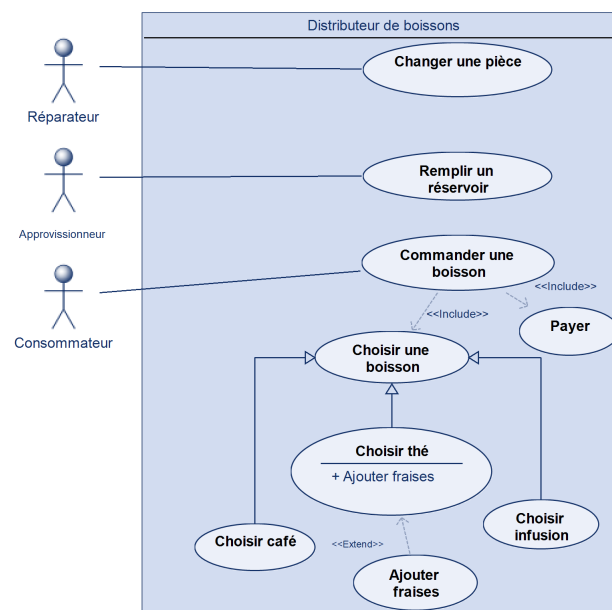 Distributeur de boissons
Changer une pièce
Réparateur
Remplir un
réservoir
Approvissionneur
Commander une
boisson
<<Include>>
<<Include>>
Consommateur
Payer
Choisir une
boisson
Choisir thé
+ Ajouter fraises
Choisir café
Choisir
infusion
<<Extend>>
Ajouter
fraises